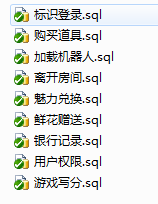 标识登录.sql
购买道具.sql
加载机器人.sql
离开房间.sql
魅力兑换.sql
鲜花赠送.sql
银行记录.sql
用户权限.sql
游戏写分.sql